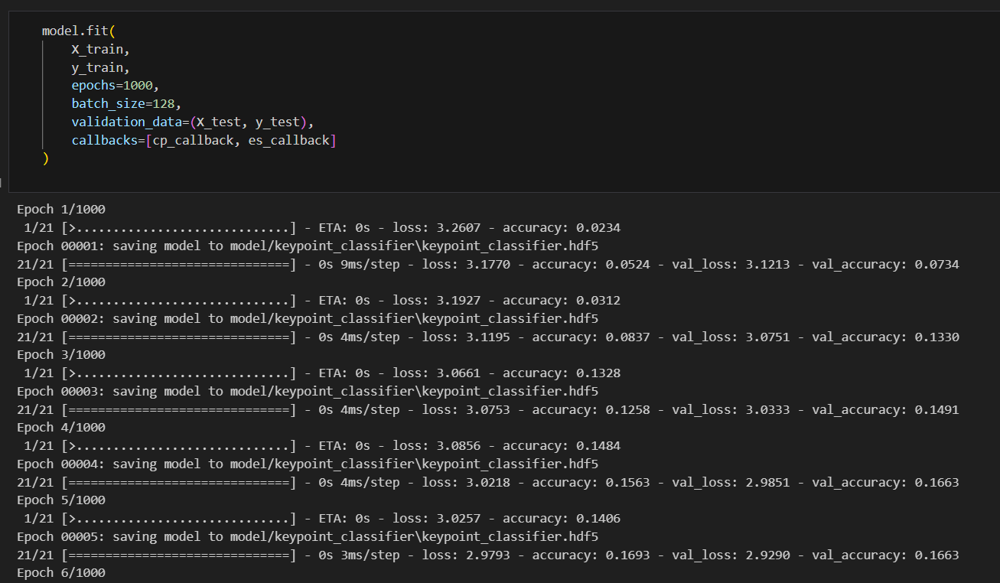 model.fit(
    X_train,
    y_train,
    epochs=1000,
    batch_size=128,
    validation_data=(X_test, y_test),
    callbacks=[cp_callback, es_callback]
)
Epoch 1/1000
 1/21 [>.............................] - ETA: 0s - loss: 3.2607 - accuracy: 0.0234
Epoch 00001: saving model to model/keypoint_classifier\keypoint_classifier.hdf5
21/21 [==============================] - 0s 9ms/step - loss: 3.1770 - accuracy: 0.0524 - val_loss: 3.1213 - val_accuracy: 0.0734
Epoch 2/1000
 1/21 [>.............................] - ETA: 0s - loss: 3.1927 - accuracy: 0.0312
Epoch 00002: saving model to model/keypoint_classifier\keypoint_classifier.hdf5
21/21 [==============================] - 0s 4ms/step - loss: 3.1195 - accuracy: 0.0837 - val_loss: 3.0751 - val_accuracy: 0.1330
Epoch 3/1000
 1/21 [>.............................] - ETA: 0s - loss: 3.0661 - accuracy: 0.1328
Epoch 00003: saving model to model/keypoint_classifier\keypoint_classifier.hdf5
21/21 [==============================] - 0s 4ms/step - loss: 3.0753 - accuracy: 0.1258 - val_loss: 3.0333 - val_accuracy: 0.1491
Epoch 4/1000
 1/21 [>.............................] - ETA: 0s - loss: 3.0856 - accuracy: 0.1484
Epoch 00004: saving model to model/keypoint_classifier\keypoint_classifier.hdf5
21/21 [==============================] - 0s 4ms/step - loss: 3.0218 - accuracy: 0.1563 - val_loss: 2.9851 - val_accuracy: 0.1663
Epoch 5/1000
 1/21 [>.............................] - ETA: 0s - loss: 3.0257 - accuracy: 0.1406
Epoch 00005: saving model to model/keypoint_classifier\keypoint_classifier.hdf5
21/21 [==============================] - 0s 3ms/step - loss: 2.9793 - accuracy: 0.1693 - val_loss: 2.9290 - val_accuracy: 0.1663
Epoch 6/1000